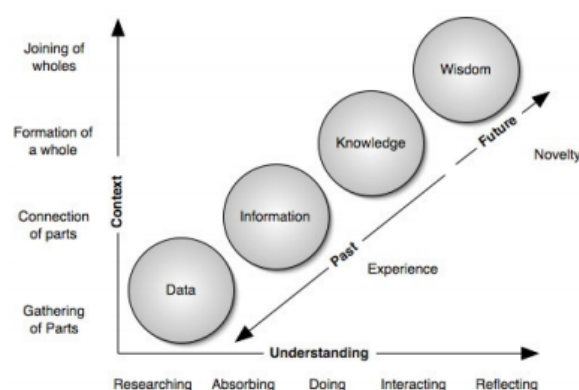 Joining of
wholes
Wisdom
Formation of
a whole
Knowledge
Future
Novelty
Context
Connection
of parts
Information
Past
Experience
Gathering
of Parts
Data
Understanding
Researching Absorbing Doing Interacting Reflecting